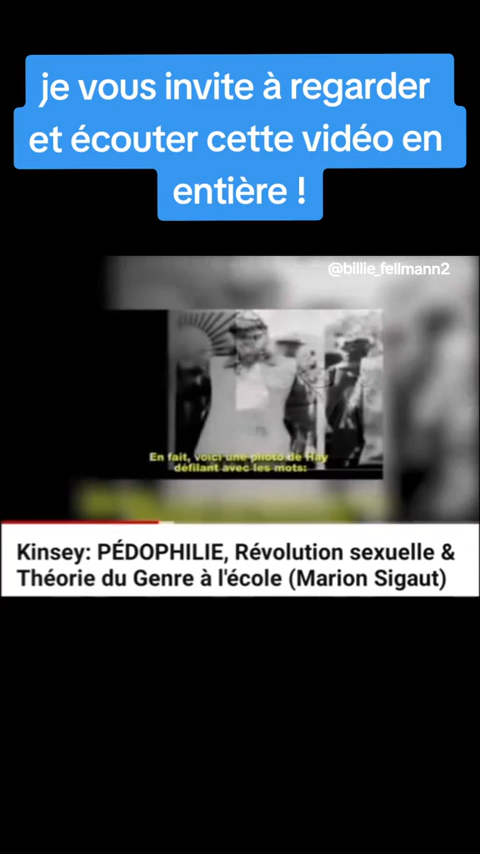 je vous invite à regarder
et écouter cette vidéo en
entière !
@billie_fellmann2
En fait, voici une photo de Hay
défilant avec les mots:
Kinsey: PÉDOPHILIE, Révolution sexuelle &
Théorie du Genre à l'école (Marion Sigaut)